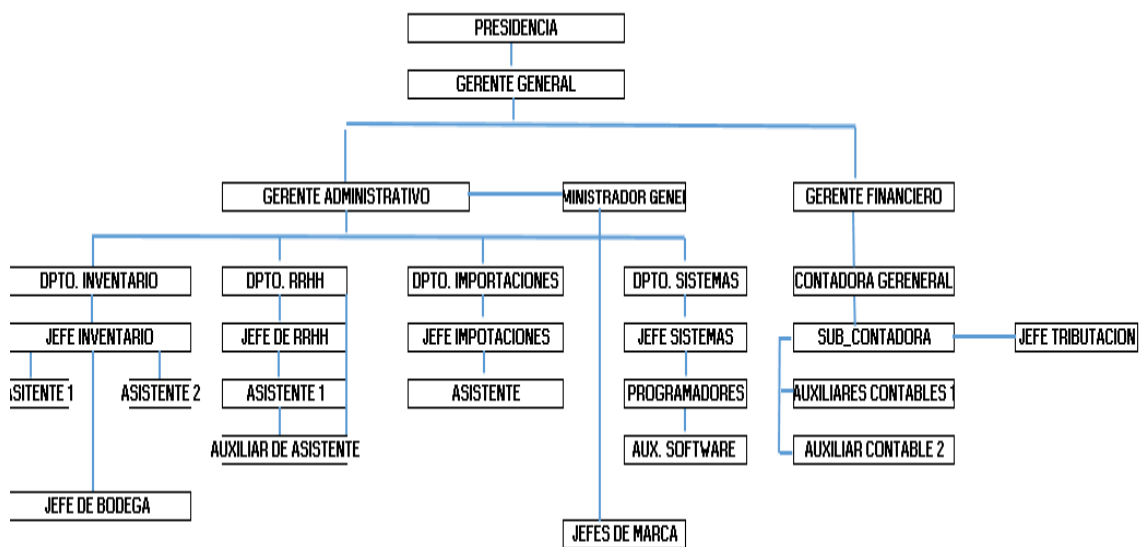 PRESIDENCIA
GERENTE GENERAL
GERENTE ADMINISTRATIVO
MINISTRADOR GENE
GERENTE FINANCIERO
DPTO. INVENTARIO
DPTO. RRHH
DPTO. IMPORTACIONES
DPTO. SISTEMAS
CONTADORA GERENERAL
JEFE INVENTARIO
JEFE DE RRHH
JEFE IMPOTACIONES
JEFE SISTEMAS
SUB_CONTADORA
JEFE TRIBUTACION
ASITENTE 1
ASISTENTE 2
ASISTENTE 1
ASISTENTE
PROGRAMADORES
AUXILIARES CONTABLES 1
AUXILIAR DE ASISTENTE
AUX. SOFTWARE
AUXILIAR CONTABLE 2
JEFE DE BODEGA
JEFES DE MARCA